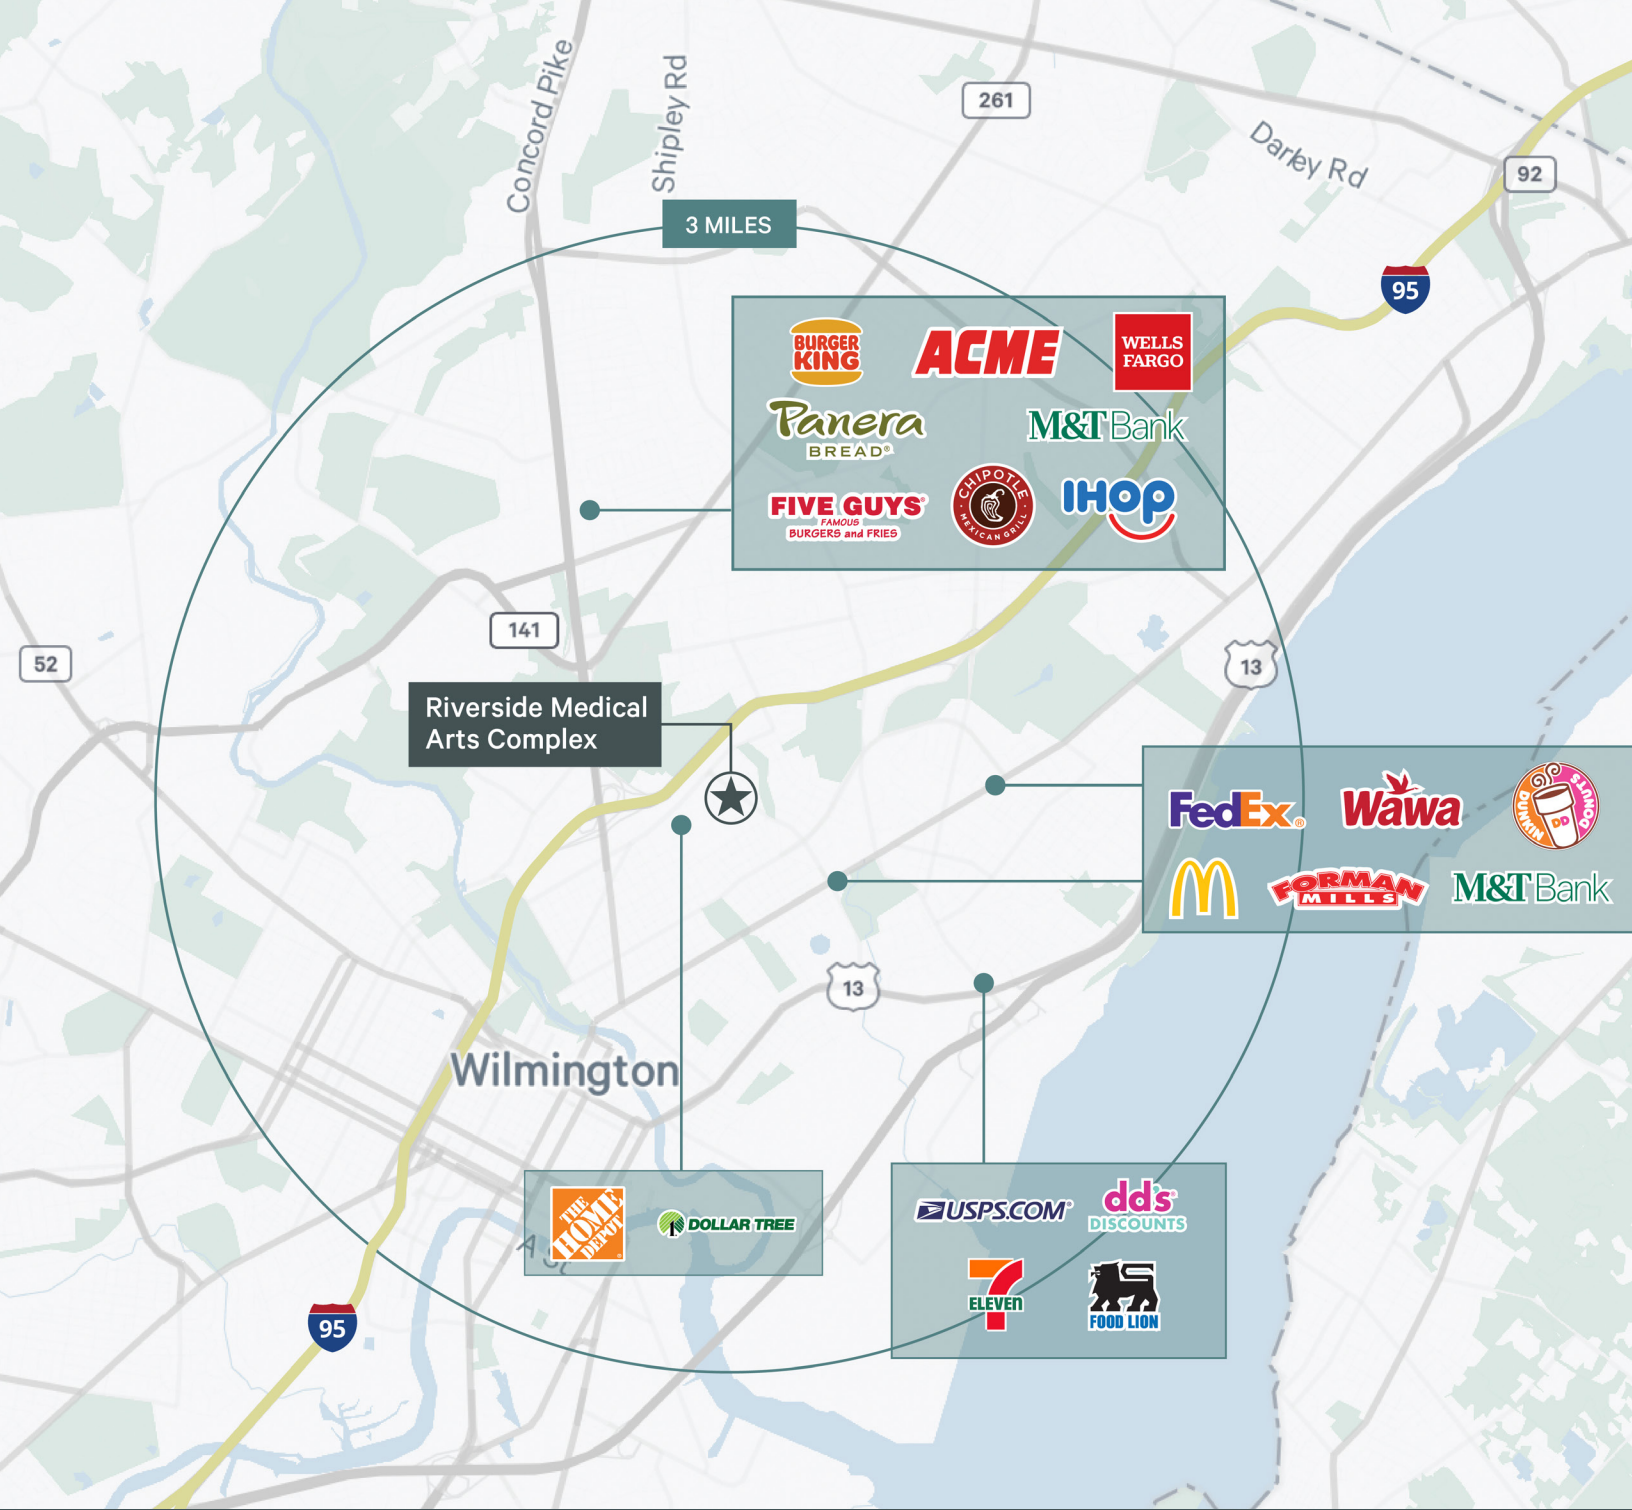 Concord Pike
Shipley Rd
261
Darley Rd
92
3 MILES
95
BURGER
KING
ACME
WELLS
FARGO
Panera
BREAD®
M&T Bank
FIVE GUYS®
FAMOUS
BURGERS and FRIES
CHIPOTLE
MEXICAN GRILL
IHOP
141
52
13
Riverside Medical
Arts Complex
FedEx®
Wawa
DUNKIN'
DONUTS
DD
M
FORMAN
MILLS
M&T Bank
13
Wilmington
THE
HOME
DEPOT
DOLLAR TREE
A St
USPS.COM®
dd's
DISCOUNTS
7
ELEVEn
FOOD LION
95